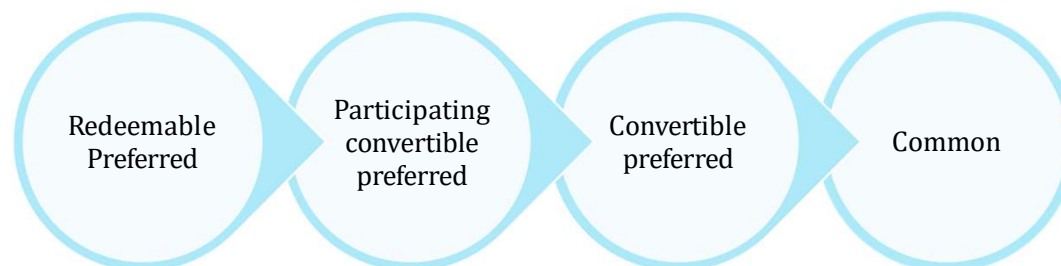 Redeemable
Preferred
Participating
convertible
preferred
Convertible
preferred
Common